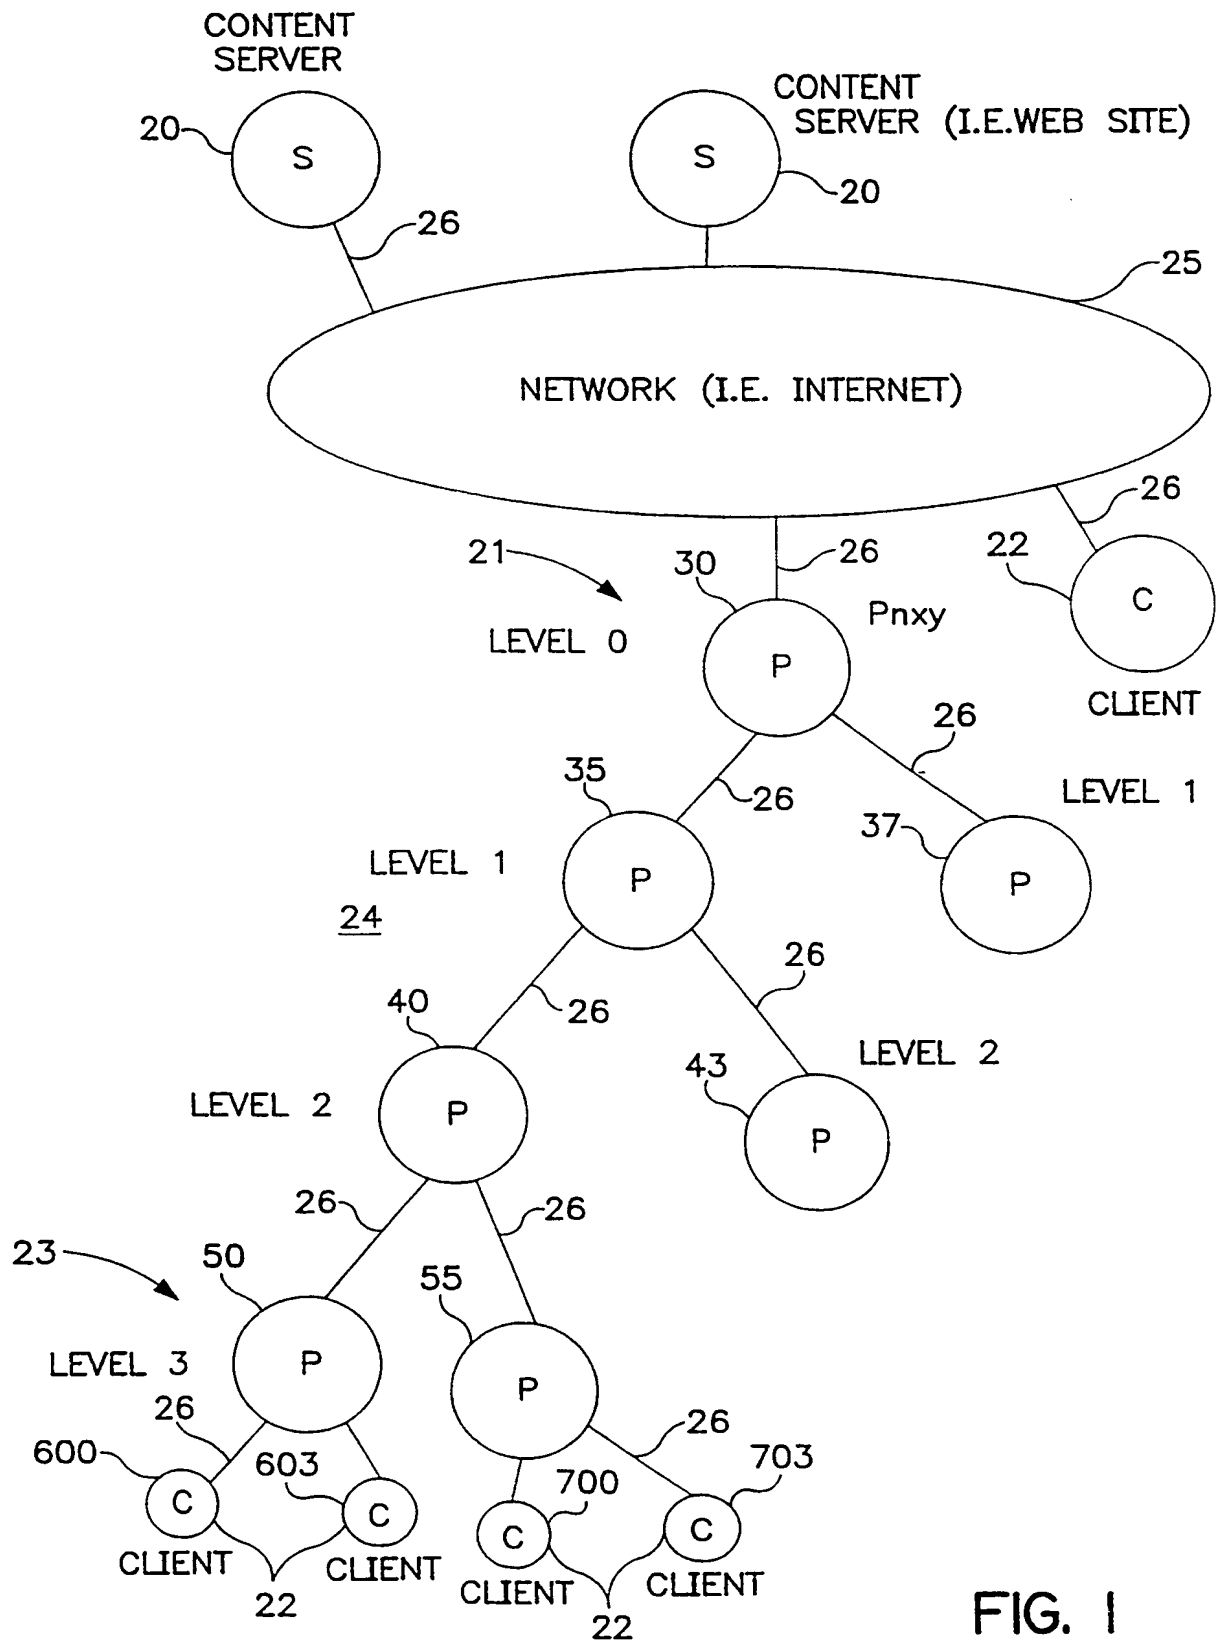 CONTENT
SERVER
CONTENT
SERVER (I.E.WEB SITE)
20
S
S
20
26
25
NETWORK (I.E. INTERNET)
26
21
30
26
22
C
Pnxy
LEVEL 0
P
CLIENT
26
35
26
LEVEL 1
37
LEVEL 1
P
P
24
26
40
26
43
LEVEL 2
LEVEL 2
P
P
26
26
23
50
55
LEVEL 3
P
P
26
26
600
603
700
703
C
C
C
C
CLIENT
CLIENT
CLIENT
CLIENT
22
22
FIG. 1